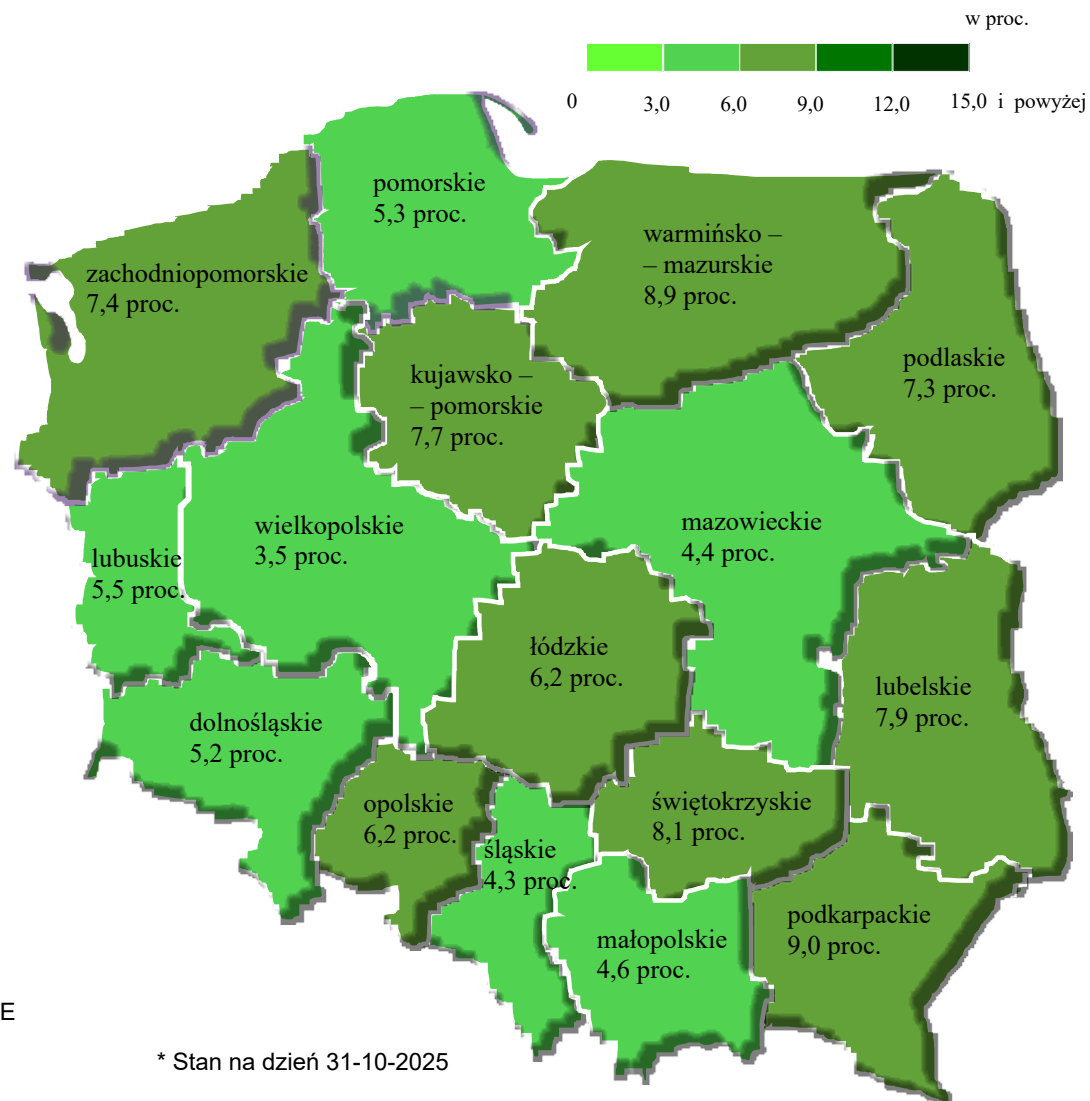 w proc.
0 3,0 6,0 9,0 12,0 15,0 i powyżej
pomorskie
5,3 proc.
warmińsko –
– mazurskie
8,9 proc.
zachodniopomorskie
7,4 proc.
podlaskie
7,3 proc.
kujawsko –
– pomorskie
7,7 proc.
wielkopolskie
3,5 proc.
mazowieckie
4,4 proc.
lubuskie
5,5 proc.
łódzkie
6,2 proc.
lubelskie
7,9 proc.
dolnośląskie
5,2 proc.
opolskie
6,2 proc.
świętokrzyskie
8,1 proc.
śląskie
4,3 proc.
podkarpackie
9,0 proc.
małopolskie
4,6 proc.
E
* Stan na dzień 31-10-2025